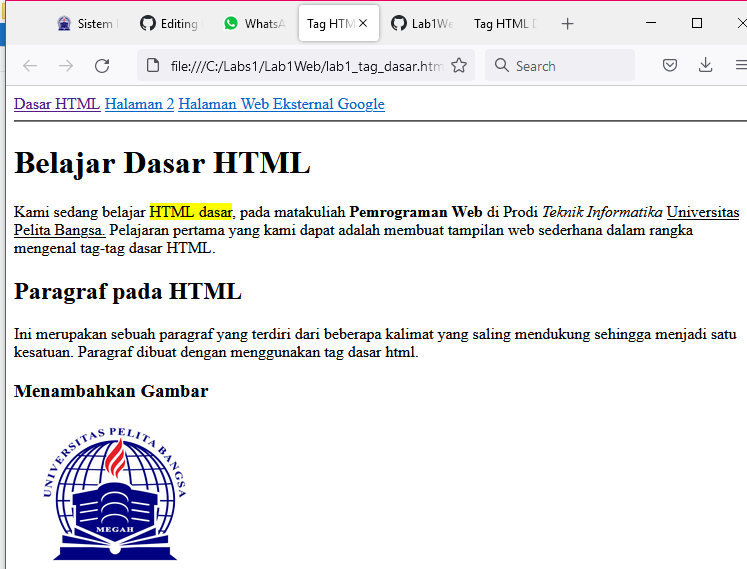 Sistem
Editing
WhatsA
Tag HTM
Lab1We
Tag HTML D
file:///C:/Labs1/Lab1Web/lab1_tag_dasar.htm
Search
Dasar HTML Halaman 2 Halaman Web Eksternal Google
Belajar Dasar HTML
Kami sedang belajar HTML dasar, pada matakuliah Pemrograman Web di Prodi Teknik Informatika Universitas
Pelita Bangsa. Pelajaran pertama yang kami dapat adalah membuat tampilan web sederhana dalam rangka
mengenal tag-tag dasar HTML.
Paragraf pada HTML
Ini merupakan sebuah paragraf yang terdiri dari beberapa kalimat yang saling mendukung sehingga menjadi satu
kesatuan. Paragraf dibuat dengan menggunakan tag dasar html.
Menambahkan Gambar
UNIVERSITAS PELITA BANGSA
MEGAH